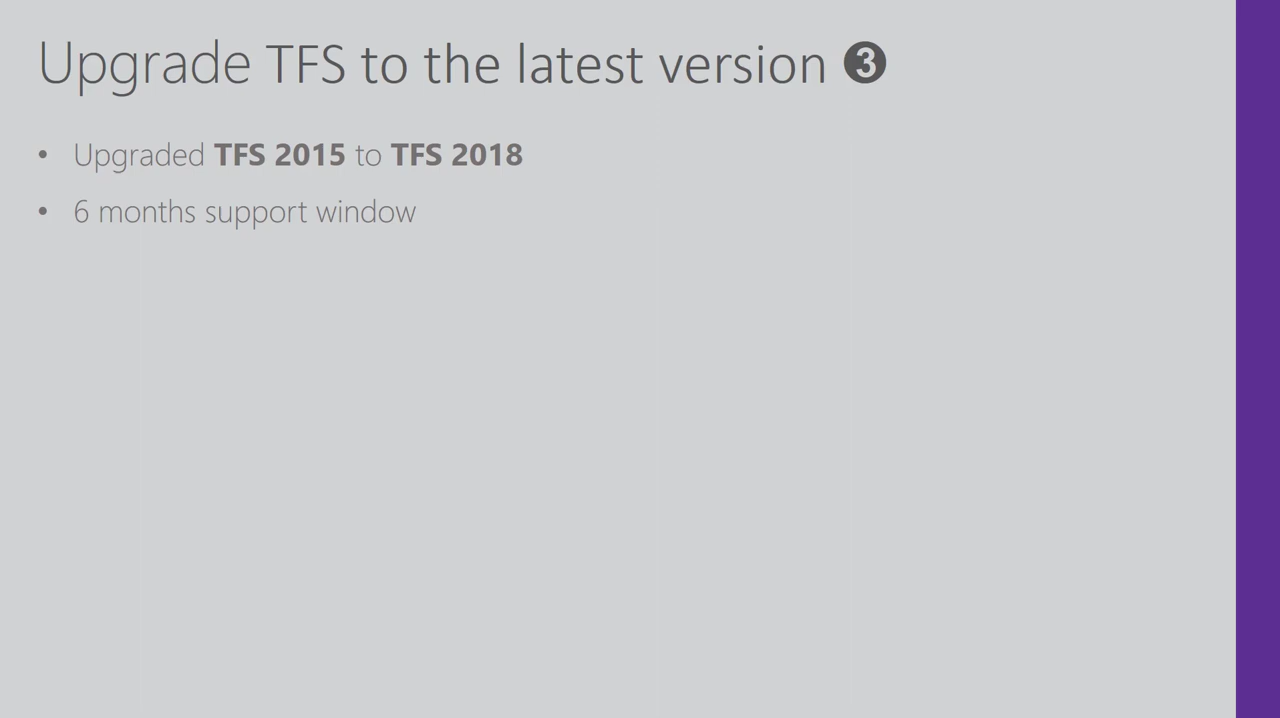 Upgrade TFS to the latest version ❸
• Upgraded TFS 2015 to TFS 2018
• 6 months support window